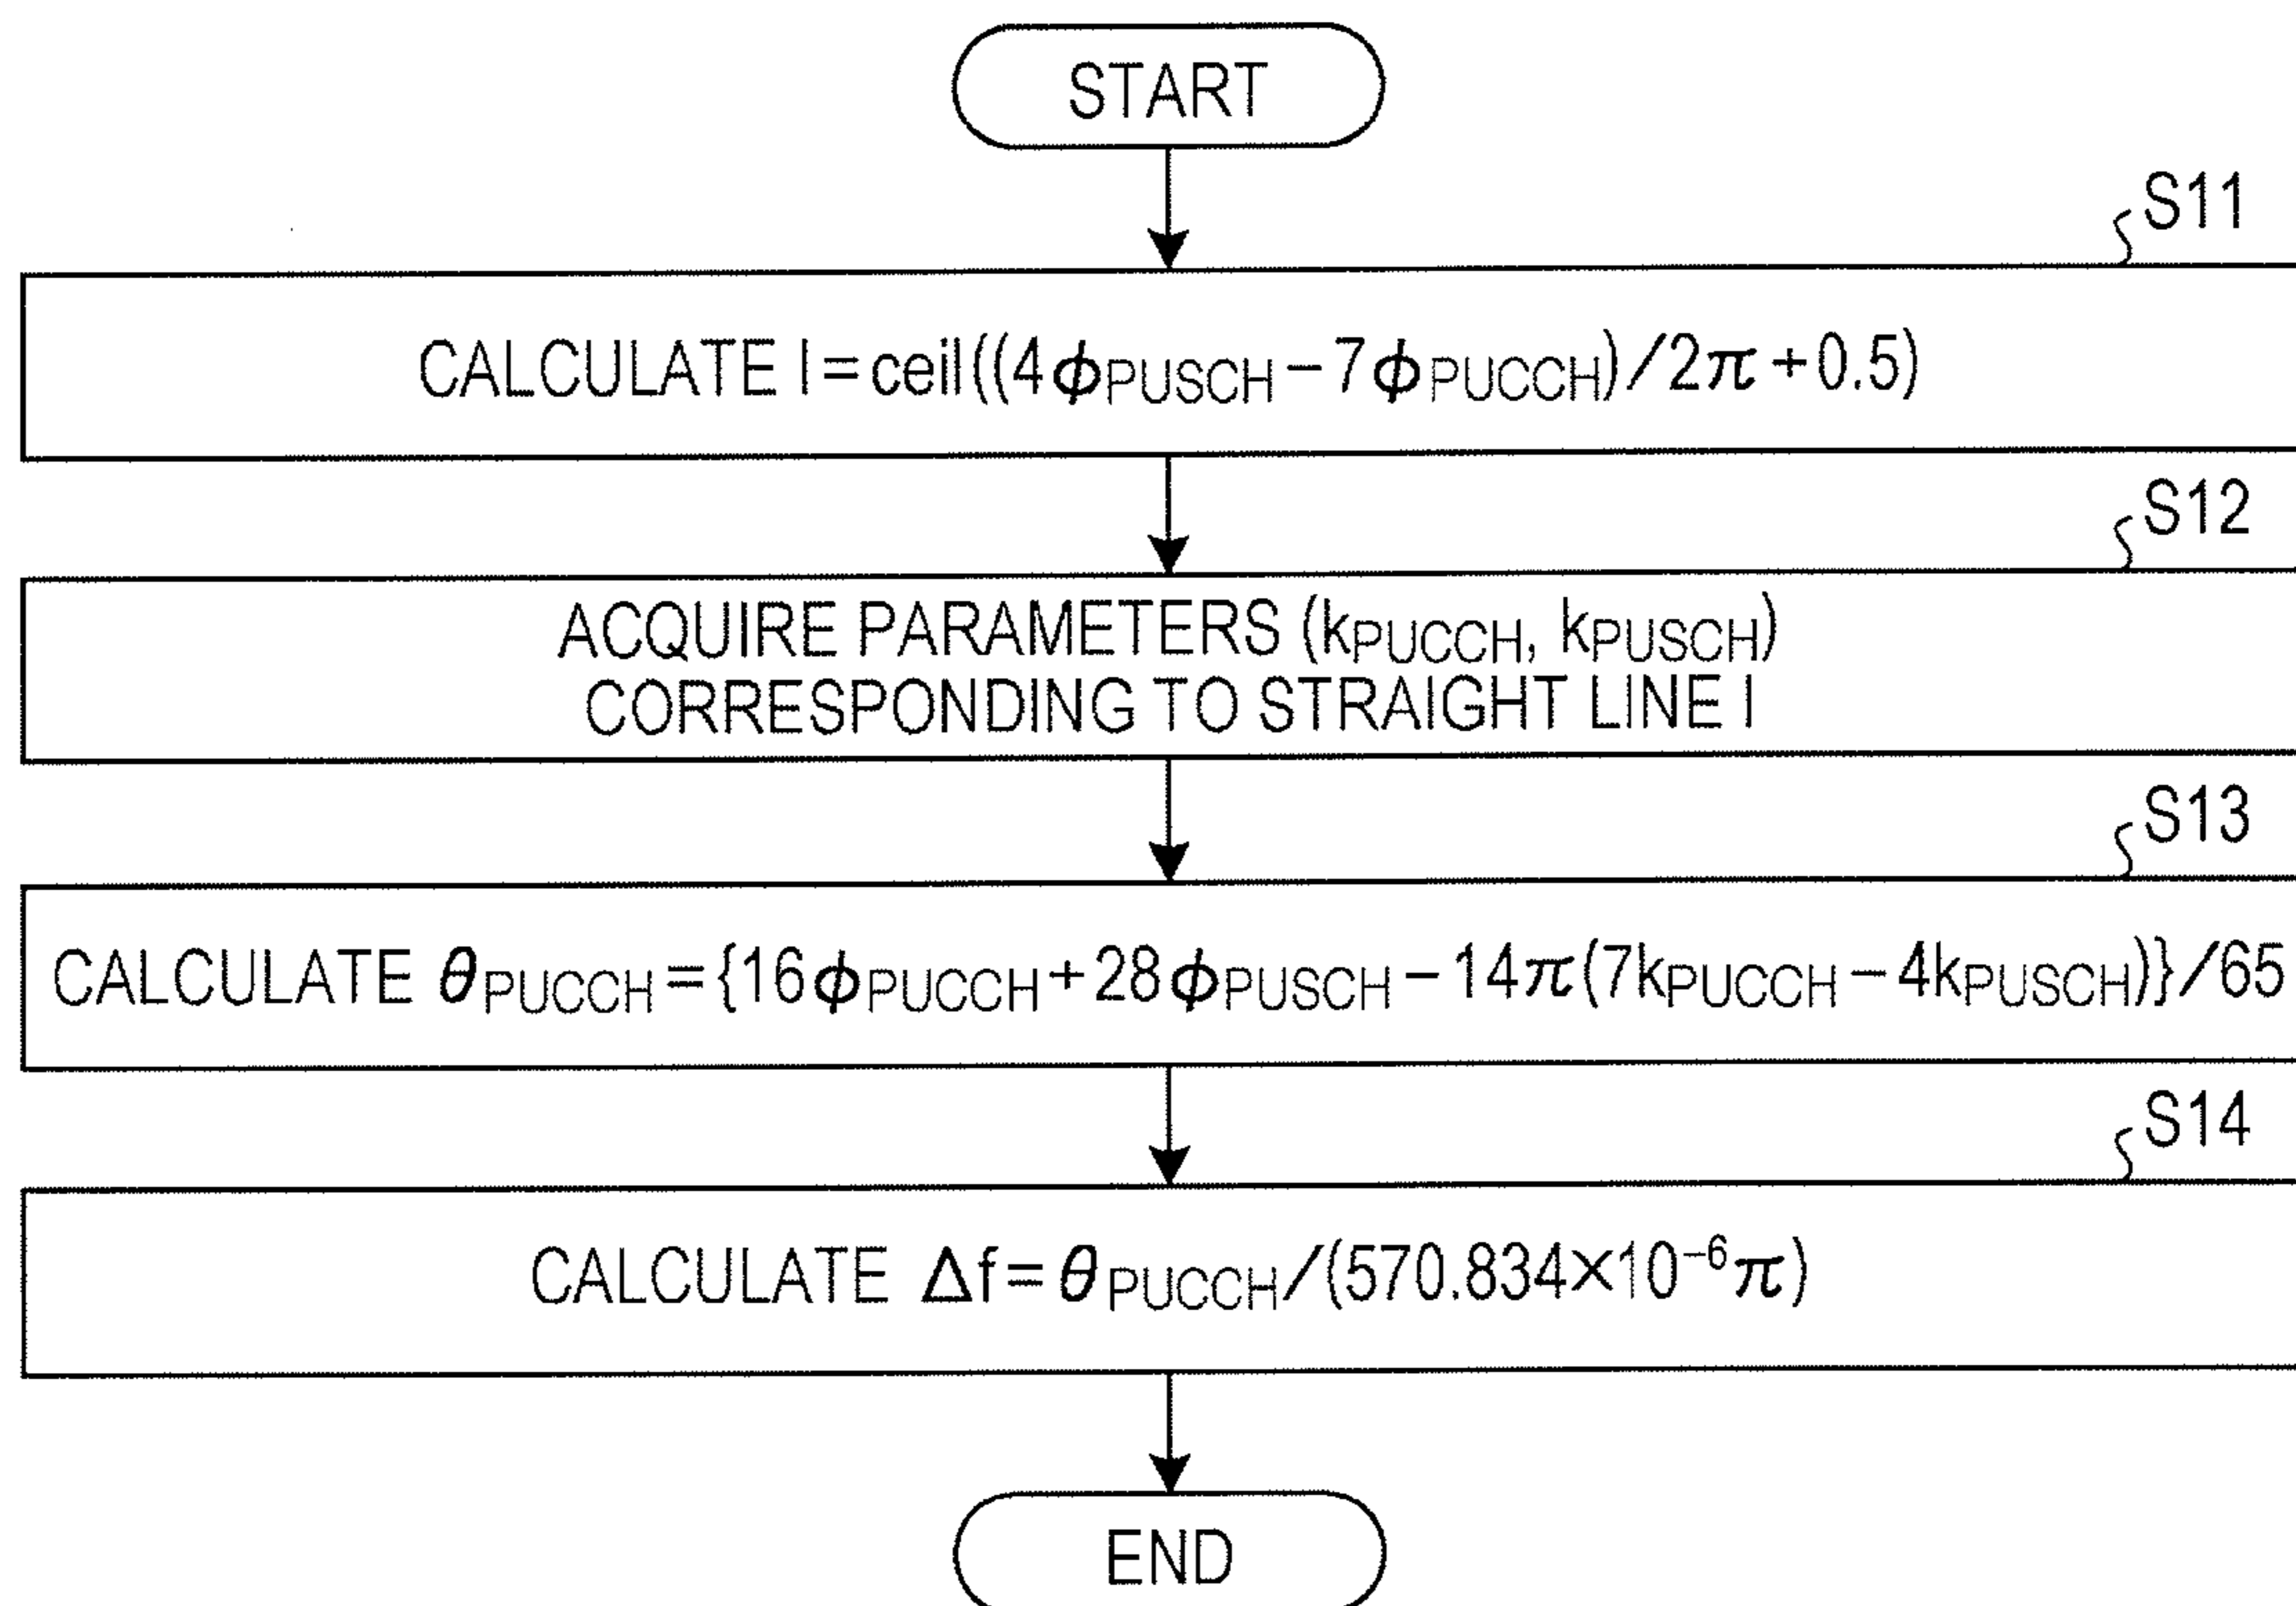 START
S11
CALCULATE l=ceil((4ϕPUSCH−7ϕPUCCH)/2π+0.5)
S12
ACQUIRE PARAMETERS (kPUCCH, kPUSCH)
CORRESPONDING TO STRAIGHT LINE l
S13
CALCULATE θPUCCH={16ϕPUCCH+28ϕPUSCH−14π(7kPUCCH−4kPUSCH)}/65
S14
CALCULATE Δf=θPUCCH/(570.834×10⁻⁶π)
END